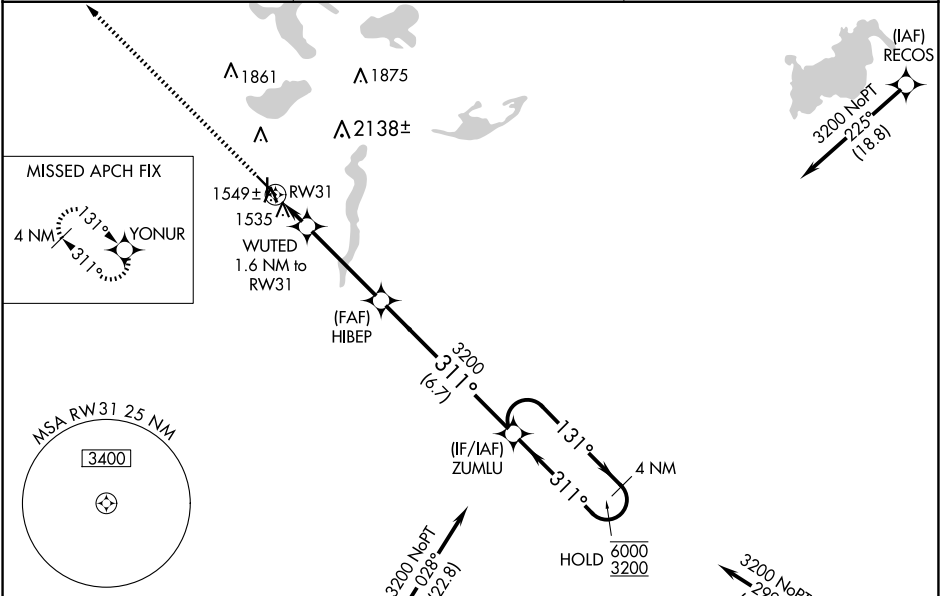 1861
1875
2138±
(IAF)
RECOS
3200 NoPT
225°
(18.8)
MISSED APCH FIX
131°
YONUR
4 NM
311°
1549±
RW31
1535
WUTED
1.6 NM to
RW31
(FAF)
HIBEP
3200
311°
(6.7)
MSA RW31 25 NM
3400
(IF/IAF)
ZUMLU
131°
311°
4 NM
HOLD
6000
3200
3200 NoPT
028°
(22.8)
3200 NoPT